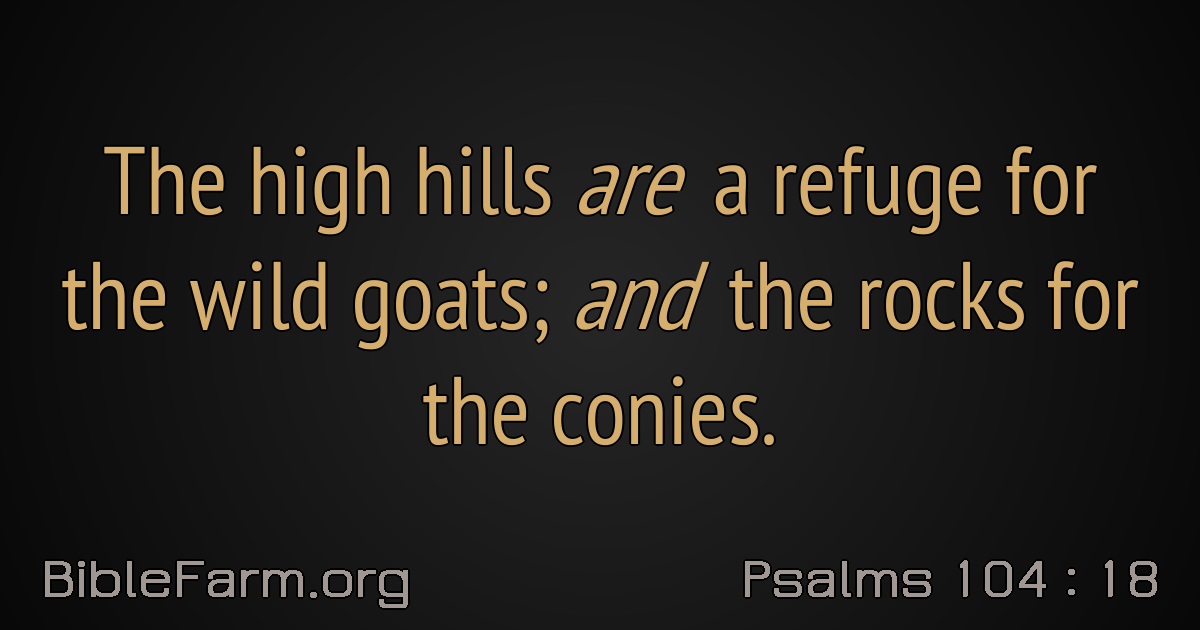 The high hills are a refuge for
the wild goats; and the rocks for
the conies.
BibleFarm.org
Psalms 104 : 18